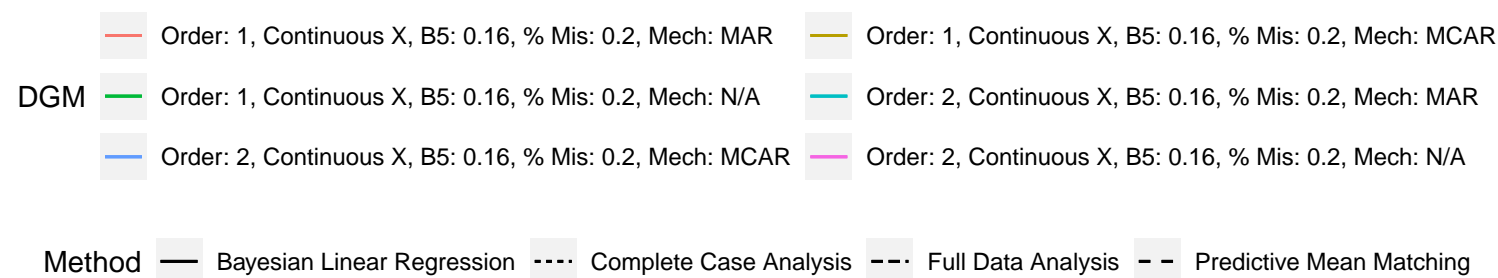 Order: 1, Continuous X, B5: 0.16, % Mis: 0.2, Mech: MAR Order: 1, Continuous X, B5: 0.16, % Mis: 0.2, Mech: MCAR
DGM Order: 1, Continuous X, B5: 0.16, % Mis: 0.2, Mech: N/A Order: 2, Continuous X, B5: 0.16, % Mis: 0.2, Mech: MAR
Order: 2, Continuous X, B5: 0.16, % Mis: 0.2, Mech: MCAR Order: 2, Continuous X, B5: 0.16, % Mis: 0.2, Mech: N/A
Method Bayesian Linear Regression Complete Case Analysis Full Data Analysis Predictive Mean Matching